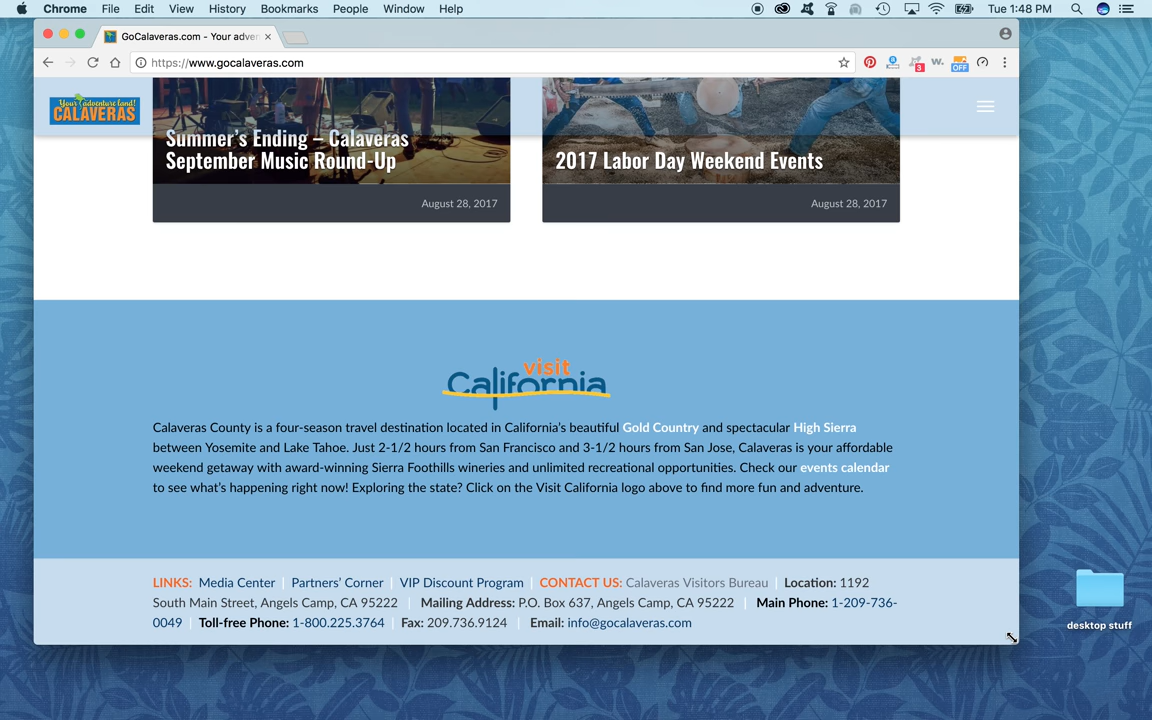 Chrome File Edit View History Bookmarks People Window Help Tue 1:48 PM
GoCalaveras.com - Your adven
https://www.gocalaveras.com
3 W. OFF
Your adventure land!
CALAVERAS
Summer's Ending – Calaveras
September Music Round-Up
2017 Labor Day Weekend Events
August 28, 2017
August 28, 2017
visit
California
Calaveras County is a four-season travel destination located in California's beautiful Gold Country and spectacular High Sierra
between Yosemite and Lake Tahoe. Just 2-1/2 hours from San Francisco and 3-1/2 hours from San Jose, Calaveras is your affordable
weekend getaway with award-winning Sierra Foothills wineries and unlimited recreational opportunities. Check our events calendar
to see what's happening right now! Exploring the state? Click on the Visit California logo above to find more fun and adventure.
LINKS: Media Center | Partners' Corner | VIP Discount Program | CONTACT US: Calaveras Visitors Bureau | Location: 1192
South Main Street, Angels Camp, CA 95222 | Mailing Address: P.O. Box 637, Angels Camp, CA 95222 | Main Phone: 1-209-736-
0049 | Toll-free Phone: 1-800.225.3764 | Fax: 209.736.9124 | Email: info@gocalaveras.com
desktop stuff